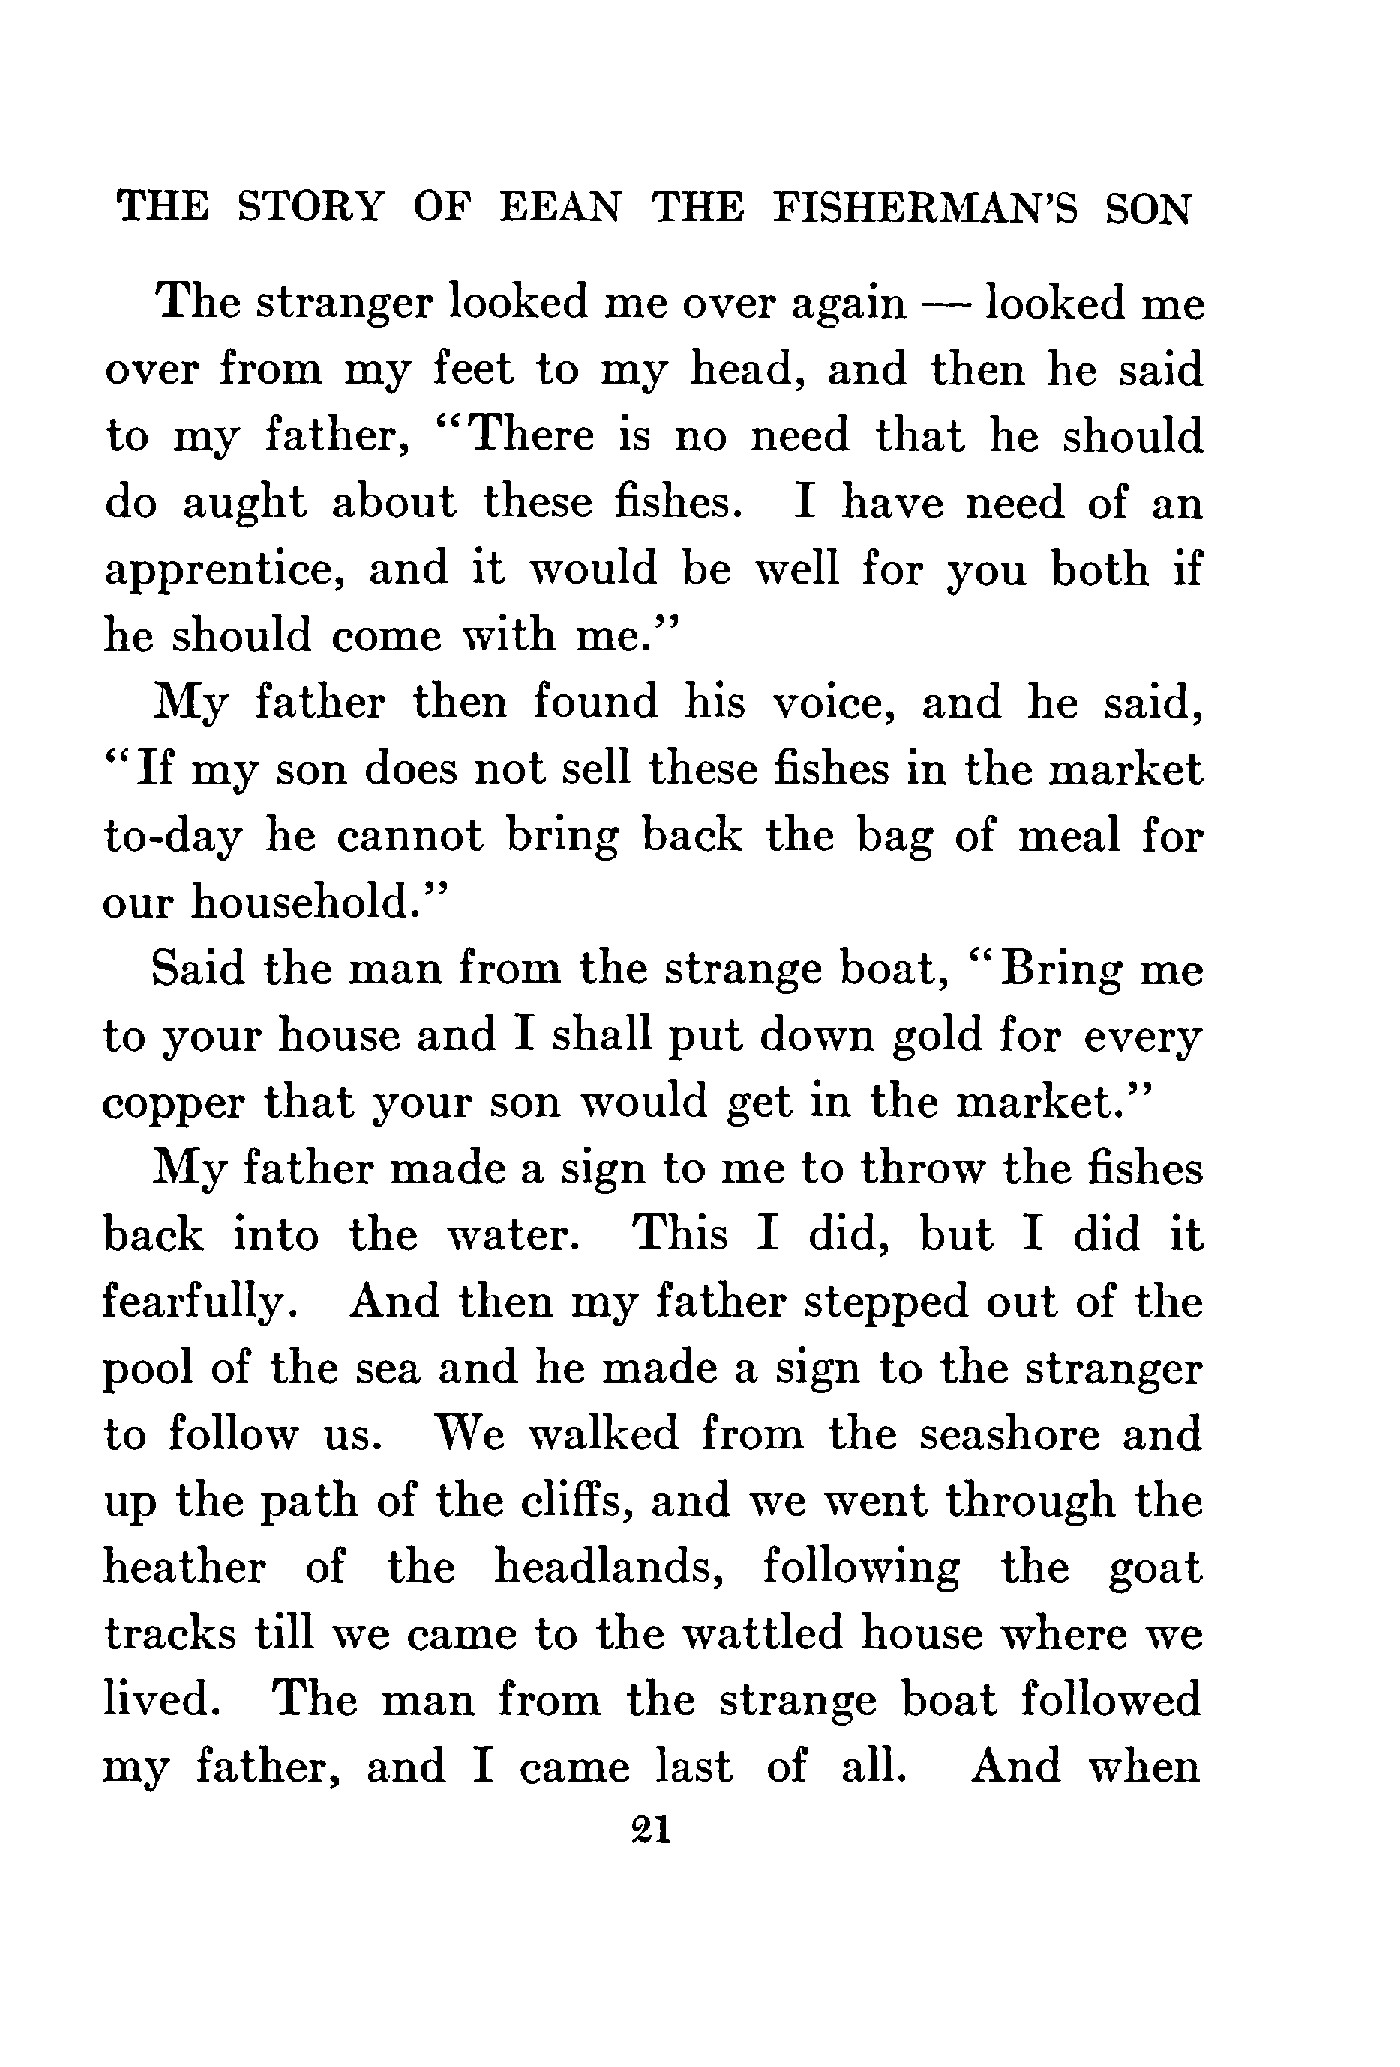 THE STORY OF EEAN THE FISHERMAN'S SON
The stranger looked me over again — looked me
over from my feet to my head, and then he said
to my father, "There is no need that he should
do aught about these fishes. I have need of an
apprentice, and it would be well for you both if
he should come with me."
My father then found his voice, and he said,
"If my son does not sell these fishes in the market
to-day he cannot bring back the bag of meal for
our household."
Said the man from the strange boat, "Bring me
to your house and I shall put down gold for every
copper that your son would get in the market."
My father made a sign to me to throw the fishes
back into the water. This I did, but I did it
fearfully. And then my father stepped out of the
pool of the sea and he made a sign to the stranger
to follow us. We walked from the seashore and
up the path of the cliffs, and we went through the
heather of the headlands, following the goat
tracks till we came to the wattled house where we
lived. The man from the strange boat followed
my father, and I came last of all. And when
21